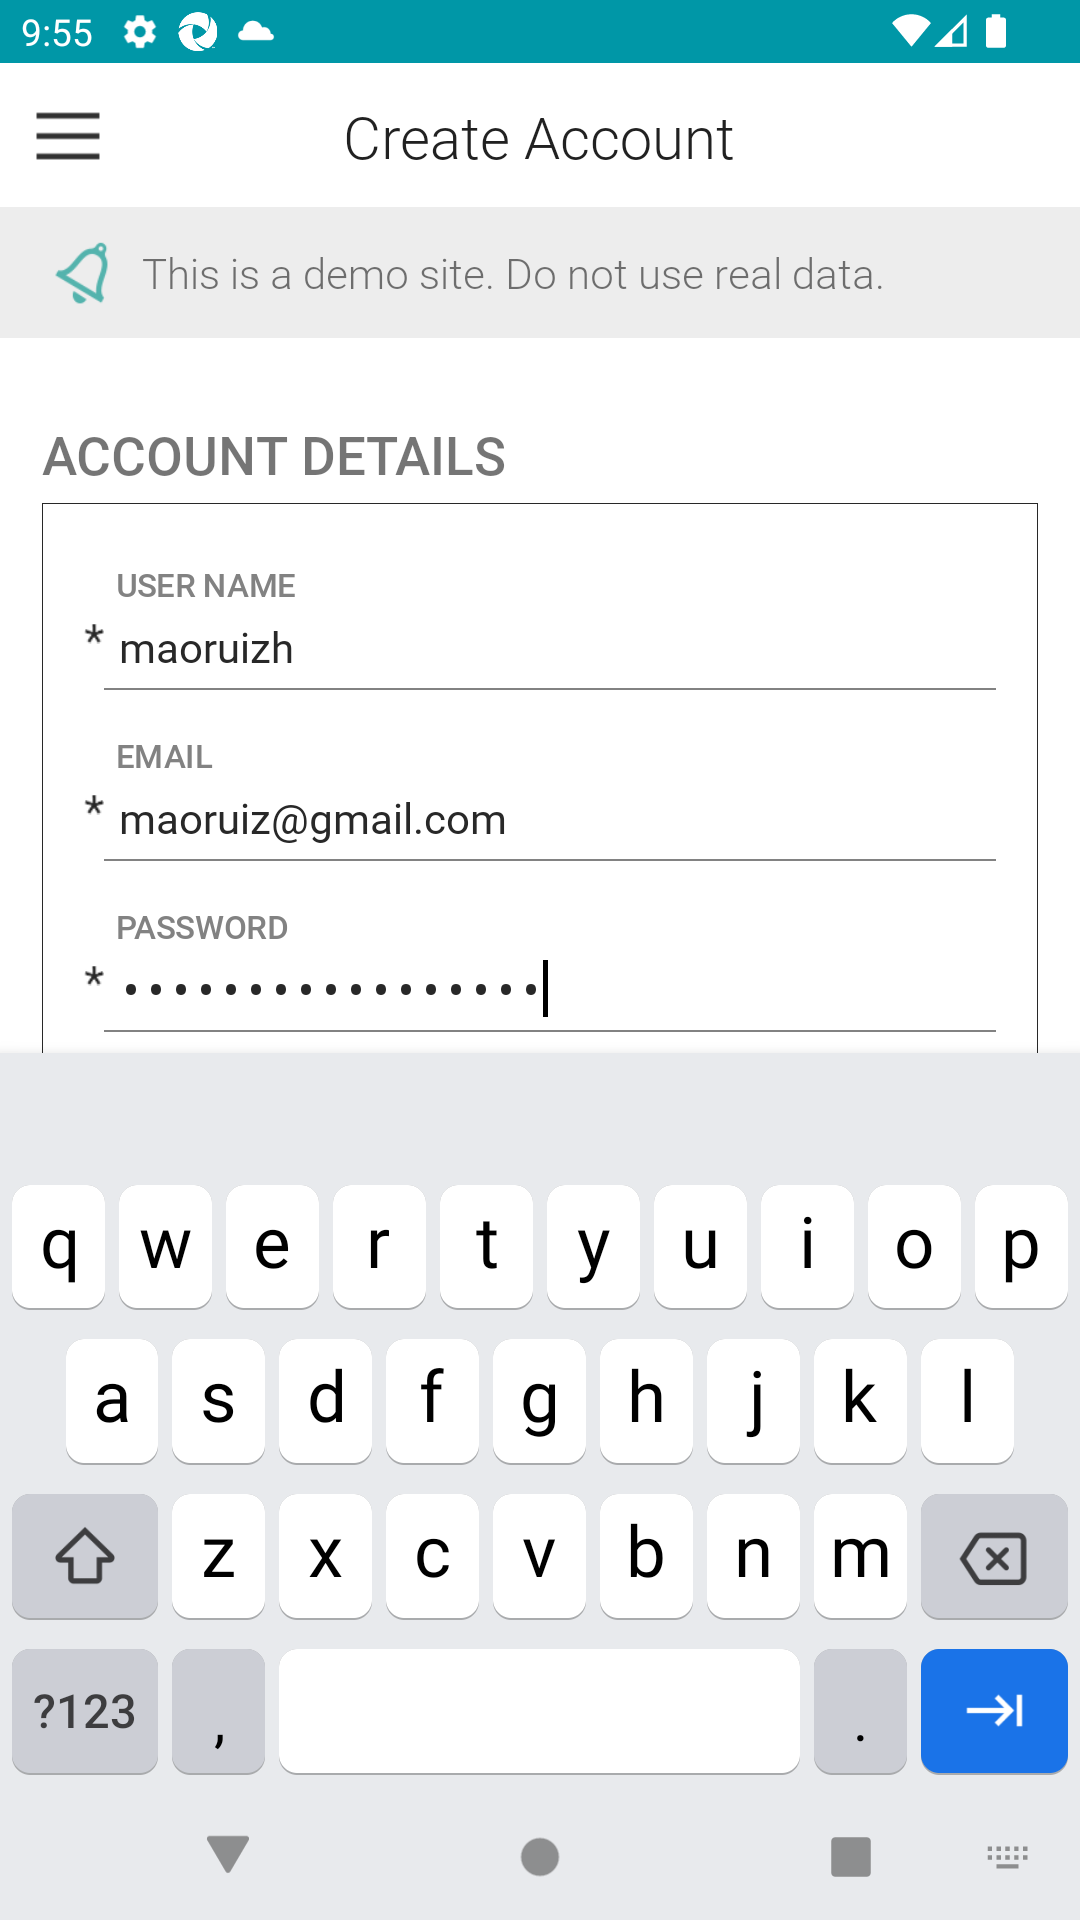 9:55
Create Account
This is a demo site. Do not use real data.
ACCOUNT DETAILS
USER NAME
* maoruizh
EMAIL
* maoruiz@gmail.com
PASSWORD
* •••••••••••••••••
q w e r t y u i o p
a s d f g h j k l
z x c v b n m
?123 , .